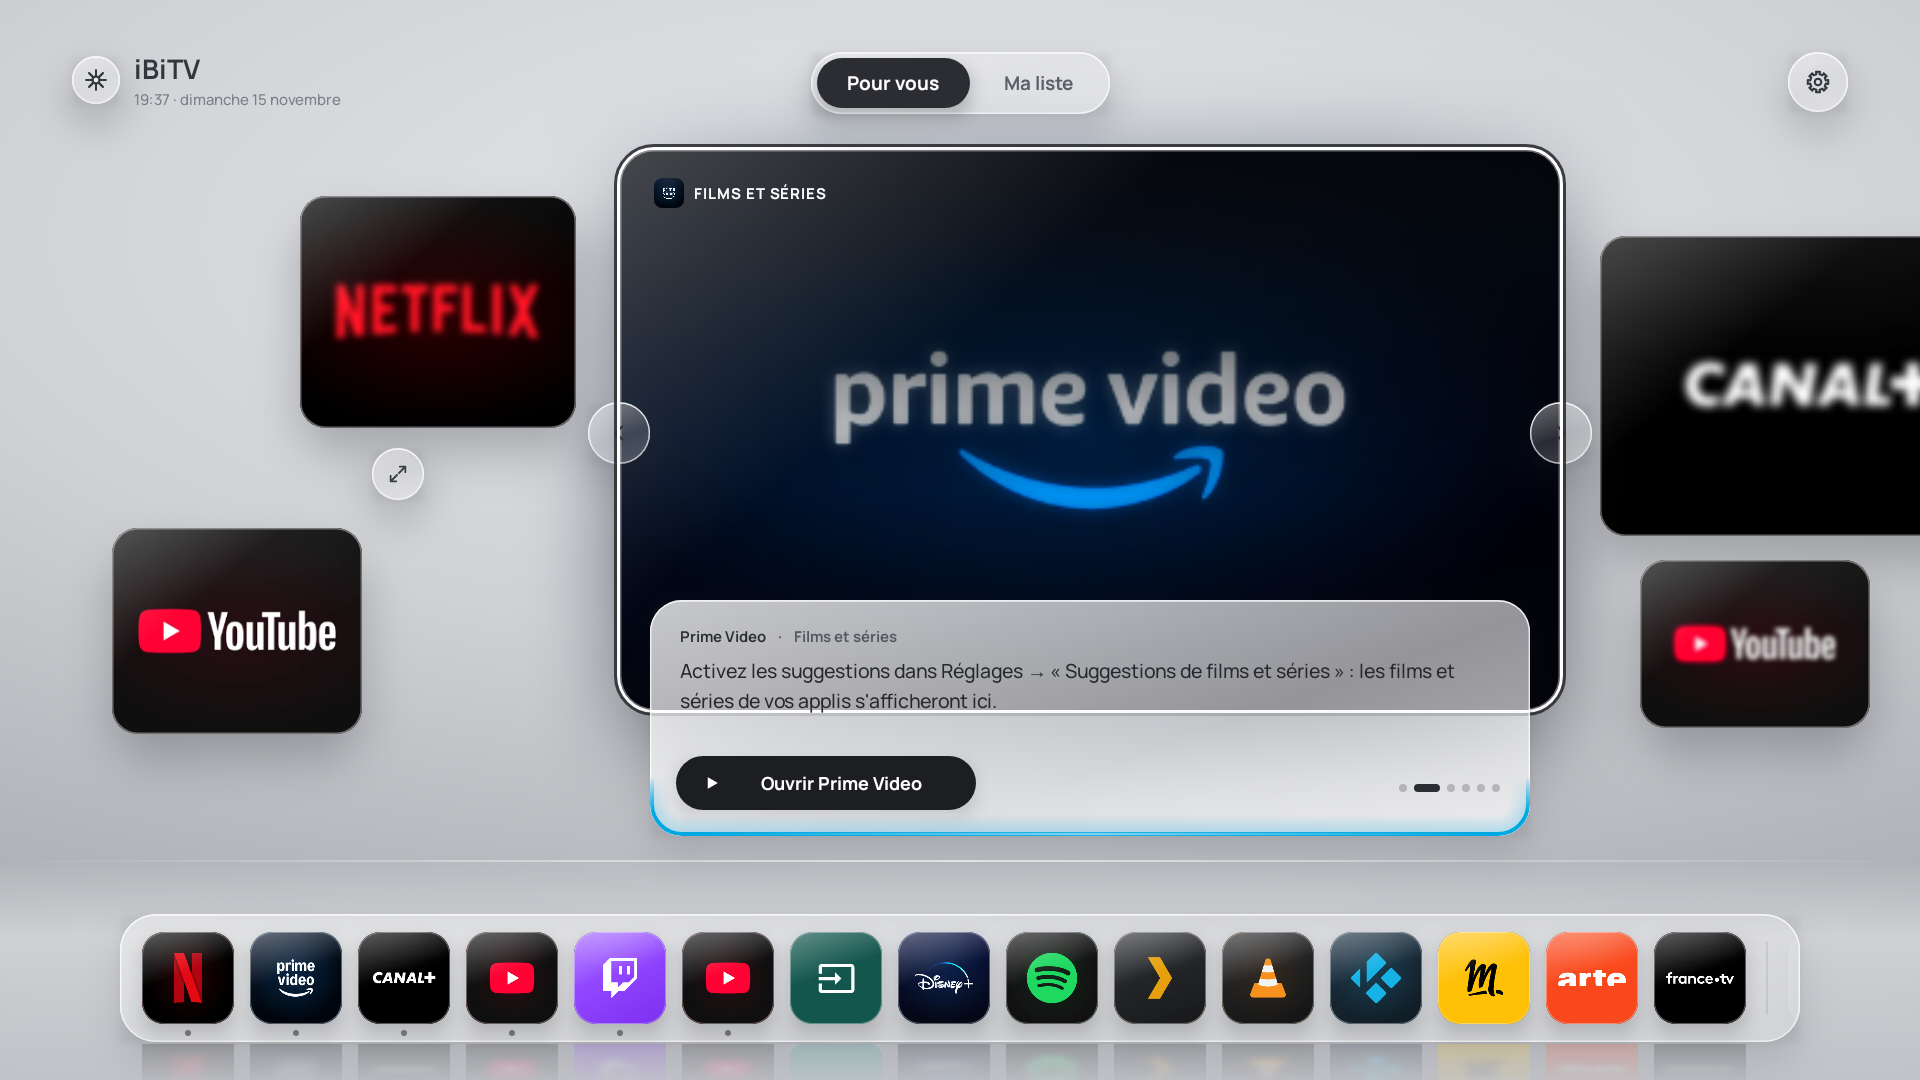 iBiTV
19:37 · dimanche 15 novembre
Pour vous
Ma liste
FILMS ET SÉRIES
NETFLIX
prime video
CANAL+
YouTube
YouTube
Prime Video · Films et séries
Activez les suggestions dans Réglages → « Suggestions de films et séries » : les films et
séries de vos applis s'afficheront ici.
Ouvrir Prime Video
N
prime
video
CANAL+
Disney+
M.
arte
france•tv